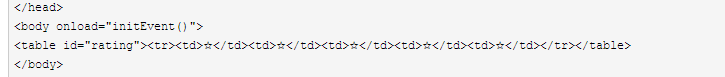 </head>
<body onload="initEvent()">
<table id="rating"><tr><td>☆</td><td>☆</td><td>☆</td><td>☆</td><td>☆</td></tr></table>
</body>